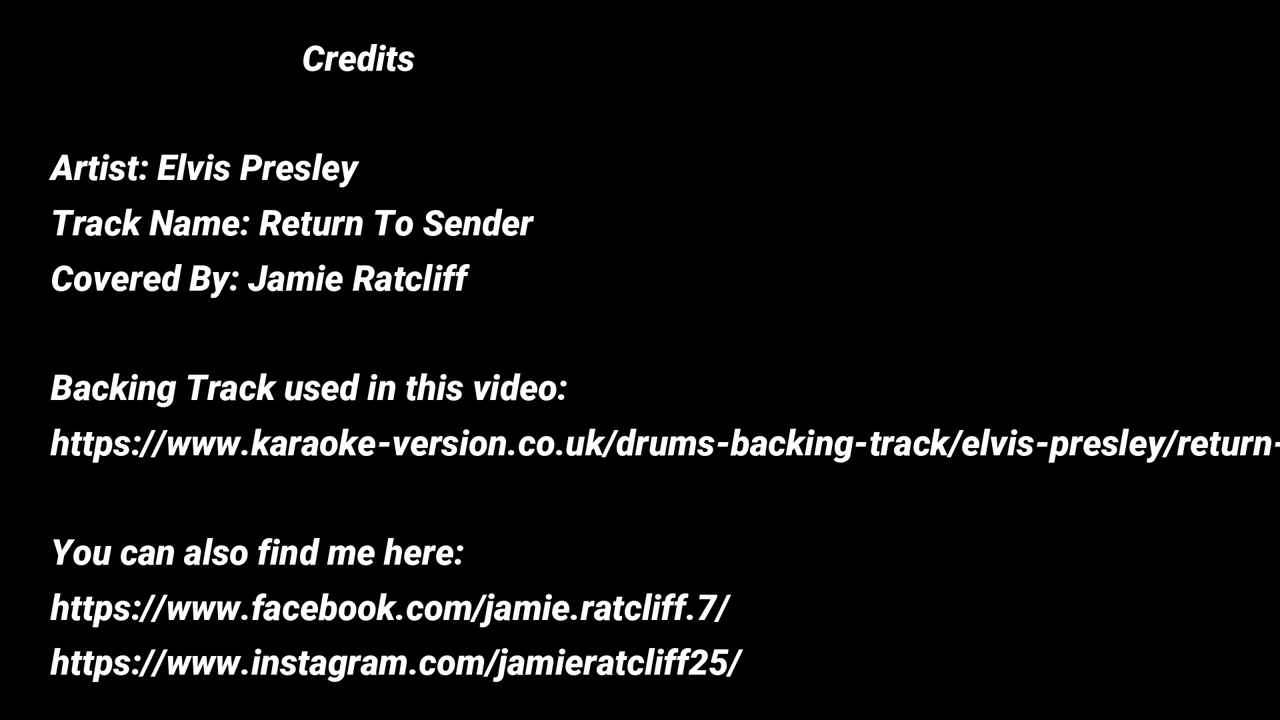 Credits
Artist: Elvis Presley
Track Name: Return To Sender
Covered By: Jamie Ratcliff
Backing Track used in this video:
https://www.karaoke-version.co.uk/drums-backing-track/elvis-presley/return-
You can also find me here:
https://www.facebook.com/jamie.ratcliff.7/
https://www.instagram.com/jamieratcliff25/